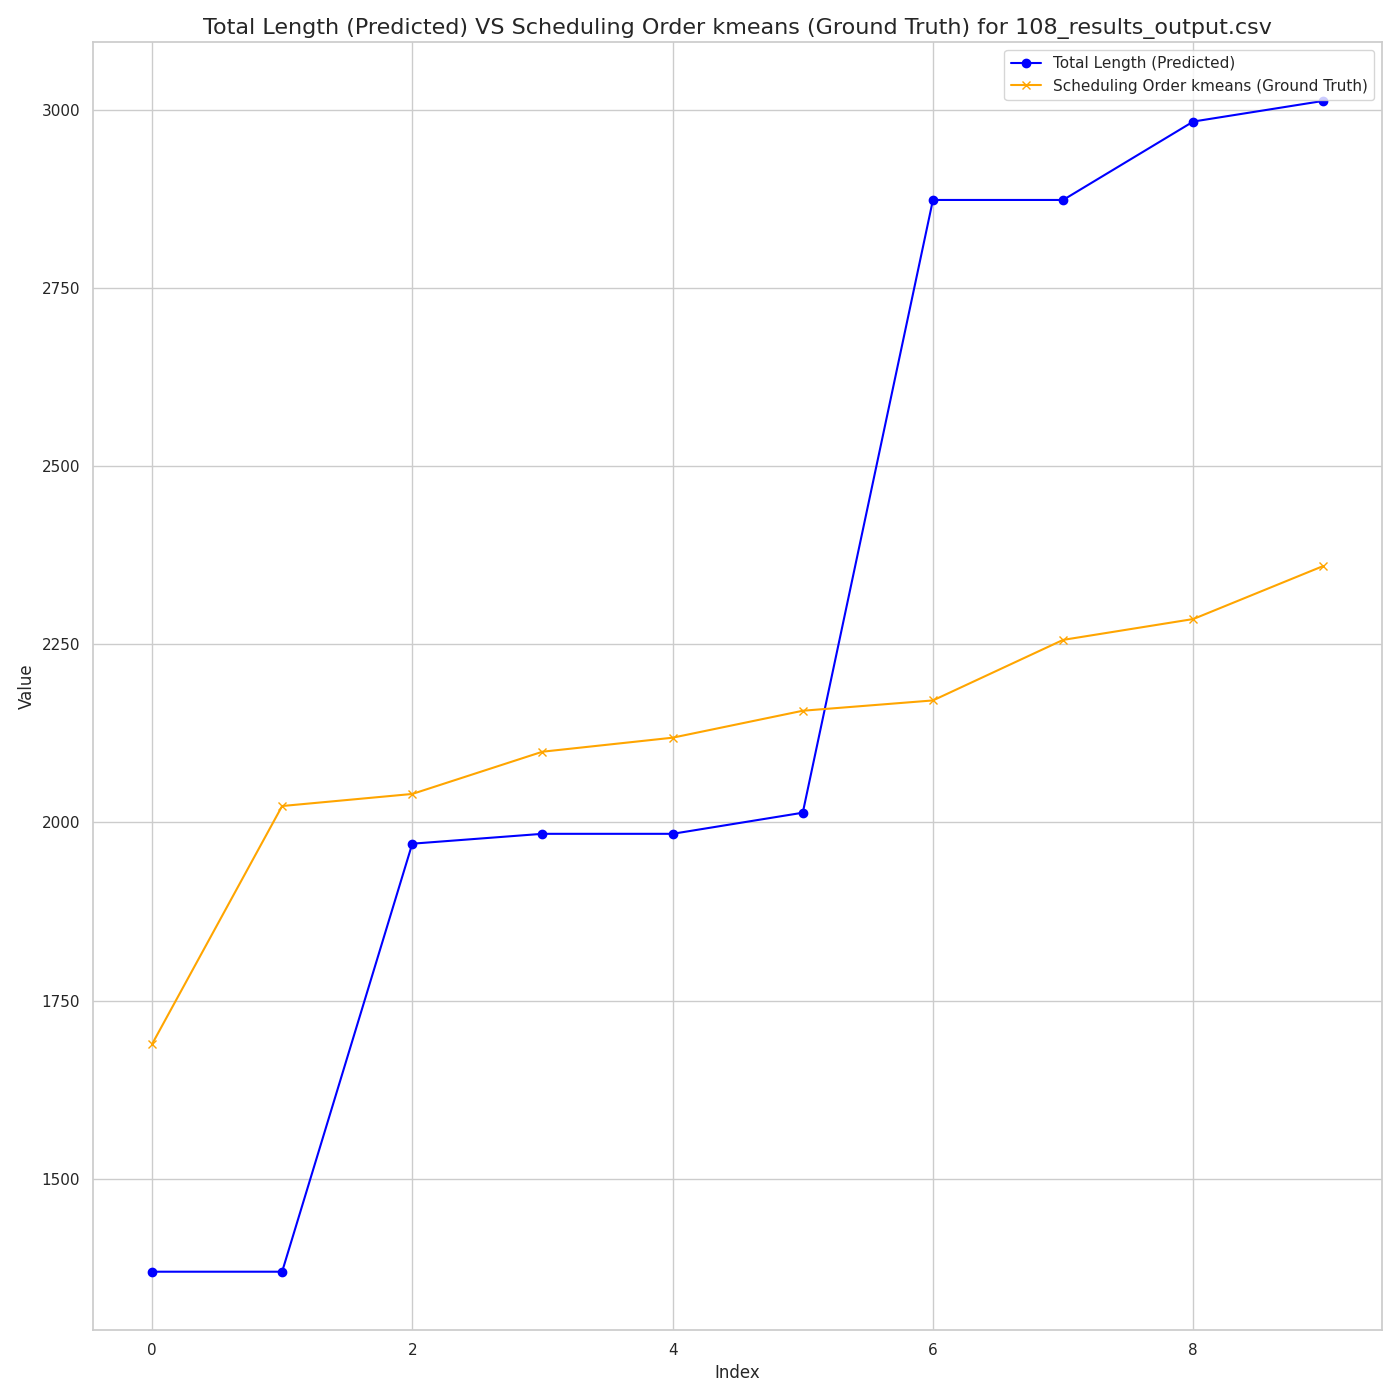 Total Length (Predicted) VS Scheduling Order kmeans (Ground Truth) for 108_results_output.csv
Total Length (Predicted)
Scheduling Order kmeans (Ground Truth)
3000
2750
2500
2250
2000
1750
1500
Value
0 2 4 6 8
Index